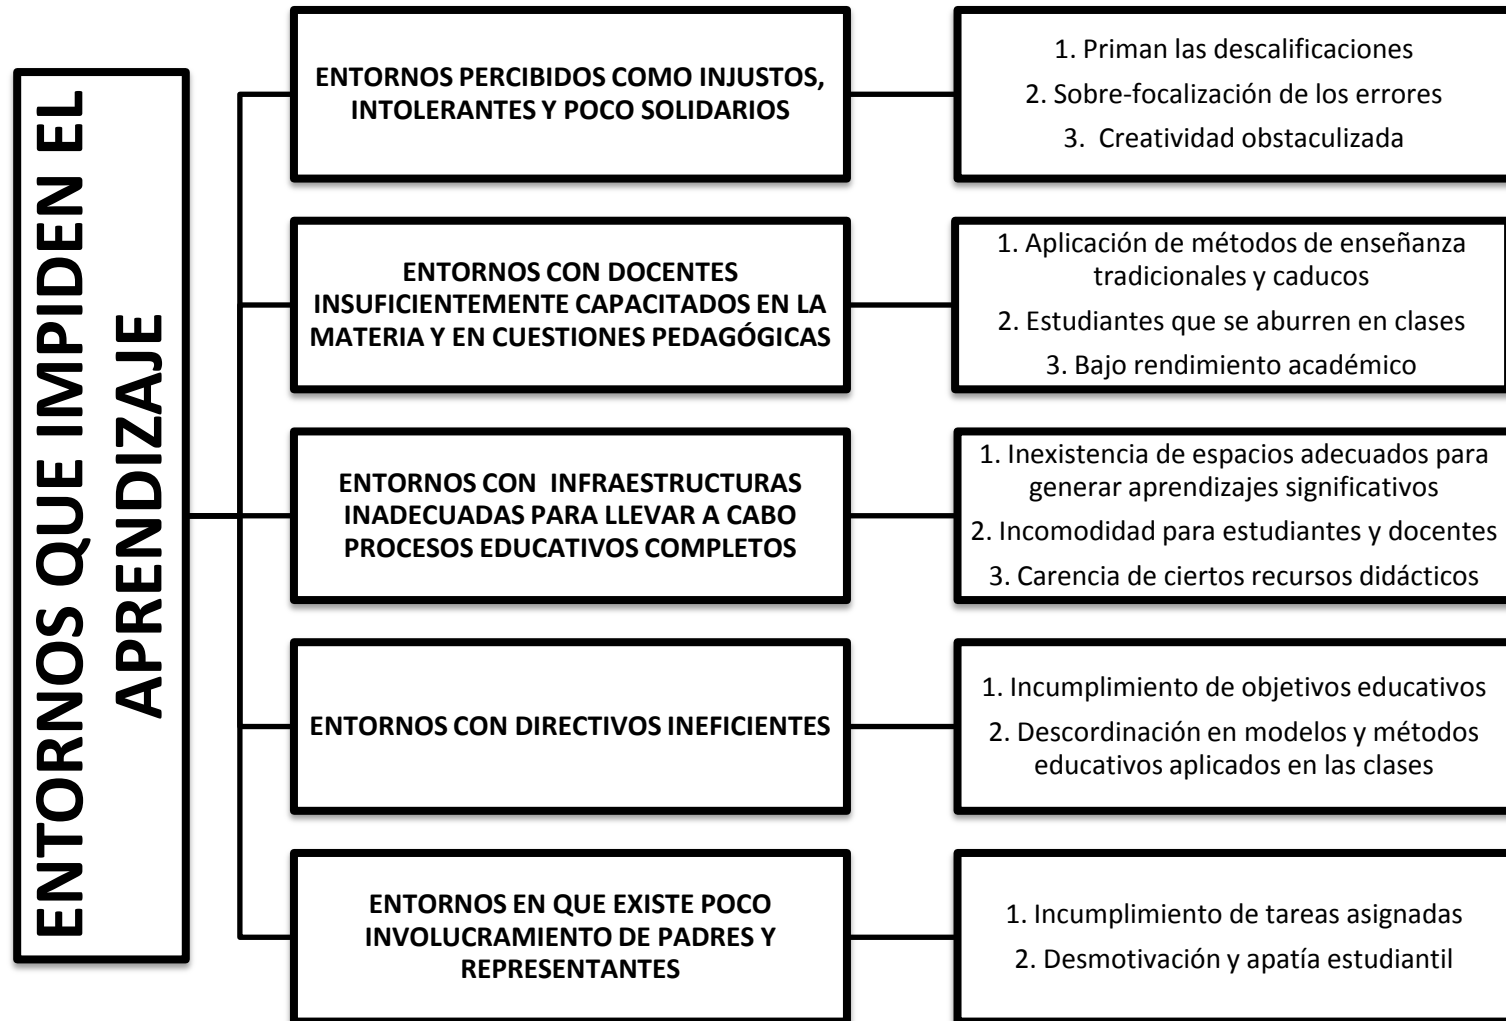 ENTORNOS QUE IMPIDEN EL
APRENDIZAJE
ENTORNOS PERCIBIDOS COMO INJUSTOS,
INTOLERANTES Y POCO SOLIDARIOS
1. Priman las descalificaciones
2. Sobre-focalización de los errores
3. Creatividad obstaculizada
ENTORNOS CON DOCENTES
INSUFICIENTEMENTE CAPACITADOS EN LA
MATERIA Y EN CUESTIONES PEDAGÓGICAS
1. Aplicación de métodos de enseñanza
tradicionales y caducos
2. Estudiantes que se aburren en clases
3. Bajo rendimiento académico
ENTORNOS CON INFRAESTRUCTURAS
INADECUADAS PARA LLEVAR A CABO
PROCESOS EDUCATIVOS COMPLETOS
1. Inexistencia de espacios adecuados para
generar aprendizajes significativos
2. Incomodidad para estudiantes y docentes
3. Carencia de ciertos recursos didácticos
ENTORNOS CON DIRECTIVOS INEFICIENTES
1. Incumplimiento de objetivos educativos
2. Descordinación en modelos y métodos
educativos aplicados en las clases
ENTORNOS EN QUE EXISTE POCO
INVOLUCRAMIENTO DE PADRES Y
REPRESENTANTES
1. Incumplimiento de tareas asignadas
2. Desmotivación y apatía estudiantil